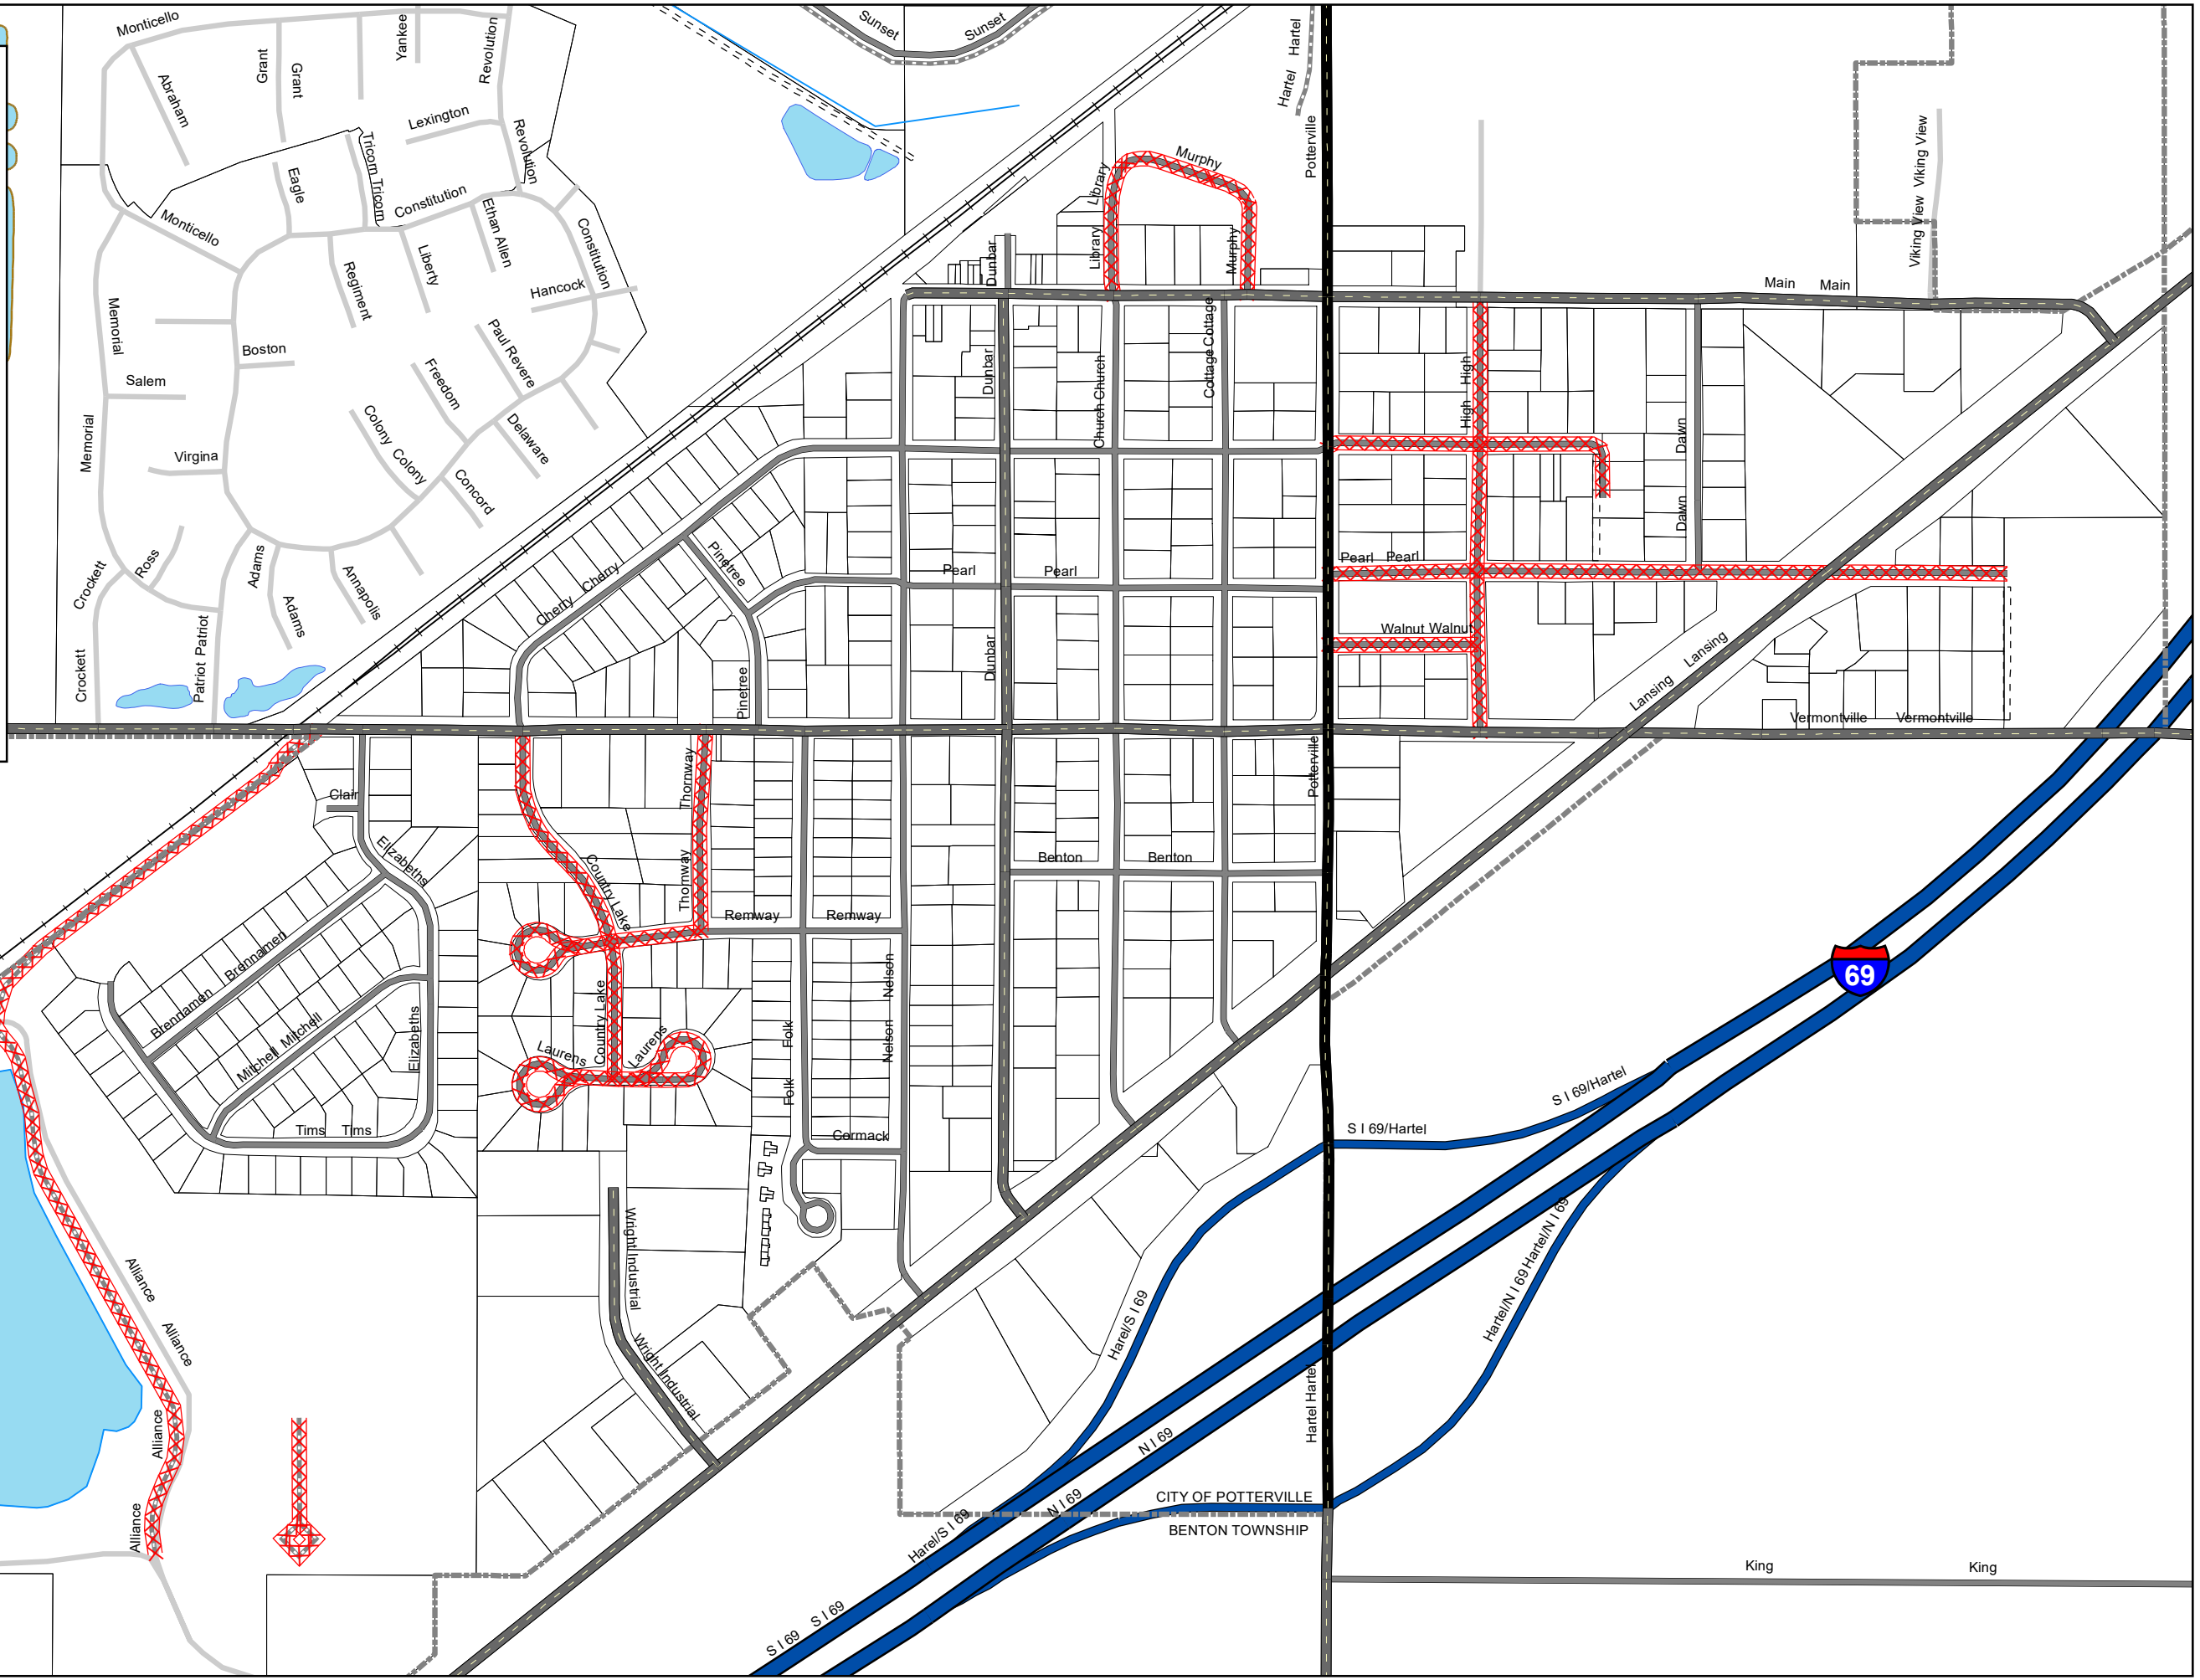 Monticello
Abraham
Grant
Grant
Yankee
Revolution
Lexington
Revolution
Tricom Tricom
Eagle
Constitution
Ethan Allen
Constitution
Monticello
Liberty
Regiment
Hancock
Memorial
Boston
Paul Revere
Salem
Freedom
Memorial
Colony Colony
Delaware
Virgina
Concord
Crockett
Ross
Adams
Adams
Annapolis
Crockett
Patriot Patriot
Sunset
Sunset
Hartel
Hartel
Potterville
Murphy
Library
Library
Murphy
Dunbar
Viking View Viking View
Main
Main
Dunbar
Church Church
Cottage Cottage
High
High
Dawn
Dawn
Pinetree
Cherry Cherry
Pearl
Pearl
Pearl Pearl
Walnut Walnut
Dunbar
Pinetree
Lansing Lansing
Vermontville
Vermontville
Potterville
Clair
Elizabeths
Thornway
Thornway
Country Lake
Benton
Benton
Remway
Remway
Brennamen Brennamen
Mitchell Mitchell
Elizabeths
Country Lake
Laurens
Laurens
Nelson
Nelson
Folk
Folk
Tims Tims
Cormack
69
S I 69/Hartel
S I 69/Hartel
Alliance
Alliance
Alliance
Alliance
Wright Industrial
Wright Industrial
Harel/S I 69
Hartel/N I 69 Hartel/N I 69
Hartel Hartel
N I 69
N I 69
Harel/S I 69
CITY OF POTTERVILLE
BENTON TOWNSHIP
King
King
S I 69 S I 69